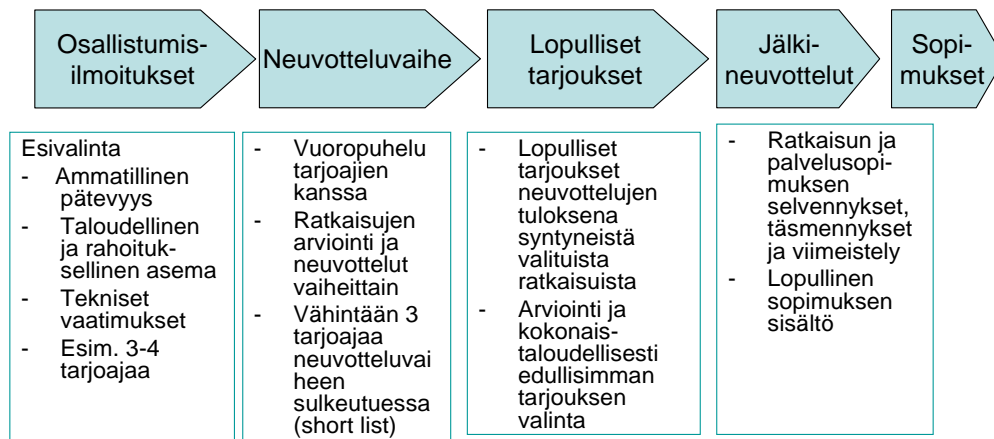 Osallistumis-
ilmoitukset
Neuvotteluvaihe
Lopulliset
tarjoukset
Jälki-
neuvottelut
Sopi-
mukset
Esivalinta
- Ammatillinen
pätevyys
- Taloudellinen
ja rahoituk-
sellinen asema
- Tekniset
vaatimukset
- Esim. 3-4
tarjoajaa
- Vuoropuhelu
tarjoajien
kanssa
- Ratkaisujen
arviointi ja
neuvottelut
vaiheittain
- Vähintään 3
tarjoajaa
neuvotteluvai
heen
sulkeutuessa
(short list)
- Lopulliset
tarjoukset
neuvottelujen
tuloksena
syntyneistä
valituista
ratkaisuista
- Arviointi ja
kokonais-
taloudellisesti
edullisimman
tarjouksen
valinta
- Ratkaisun ja
palvelusopi-
muksen
selvennykset,
täsmennykset
ja viimeistely
- Lopullinen
sopimuksen
sisältö